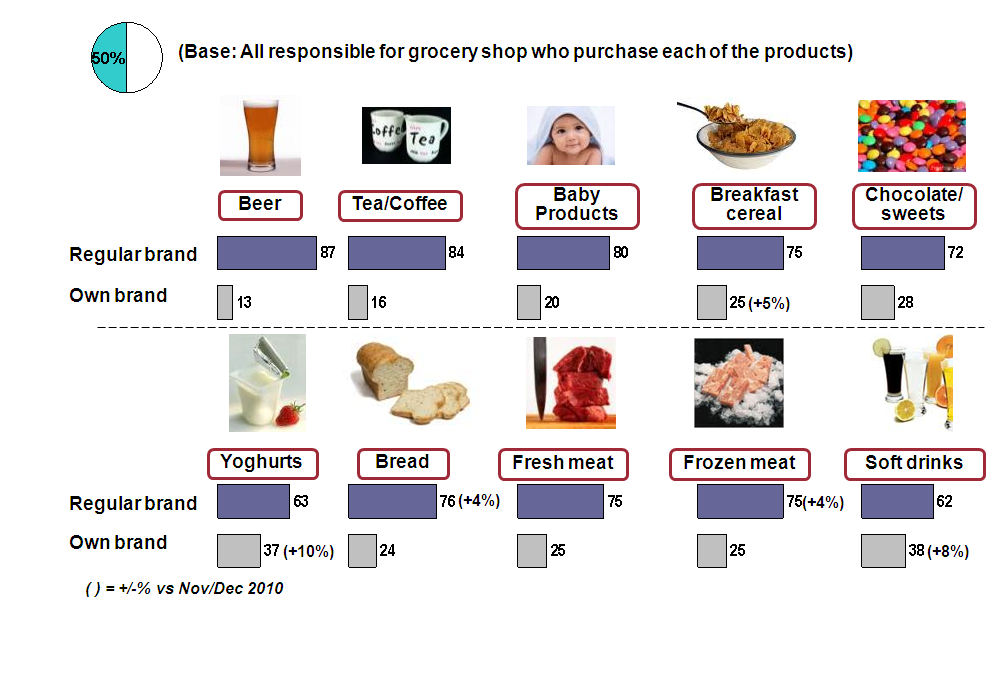 50%
(Base: All responsible for grocery shop who purchase each of the products)
Coffee
Tea
Beer
Tea/Coffee
Baby
Products
Breakfast
cereal
Chocolate/
sweets
Regular brand 87 84 80 75 72
Own brand 13 16 20 25 (+5%) 28
Yoghurts
Bread
Fresh meat
Frozen meat
Soft drinks
Regular brand 63 76 (+4%) 75 75(+4%) 62
Own brand 37 (+10%) 24 25 25 38 (+8%)
( ) = +/-% vs Nov/Dec 2010